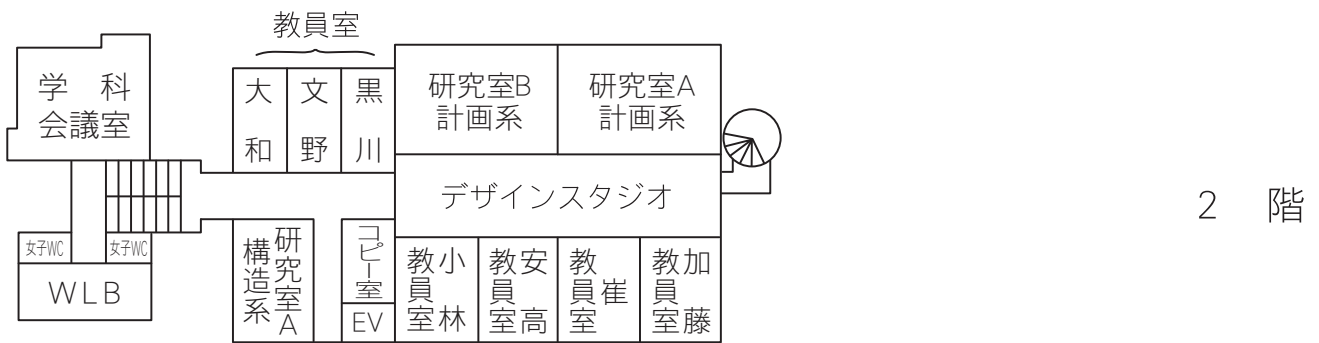 教員室
学科
会議室
大和
文野
黒川
研究室B
計画系
研究室A
計画系
デザインスタジオ
2階
女子WC
女子WC
WLB
研究室A
構造系
コピー室
EV
小林
教員室
安高
教員室
崔
教員室
加藤
教員室